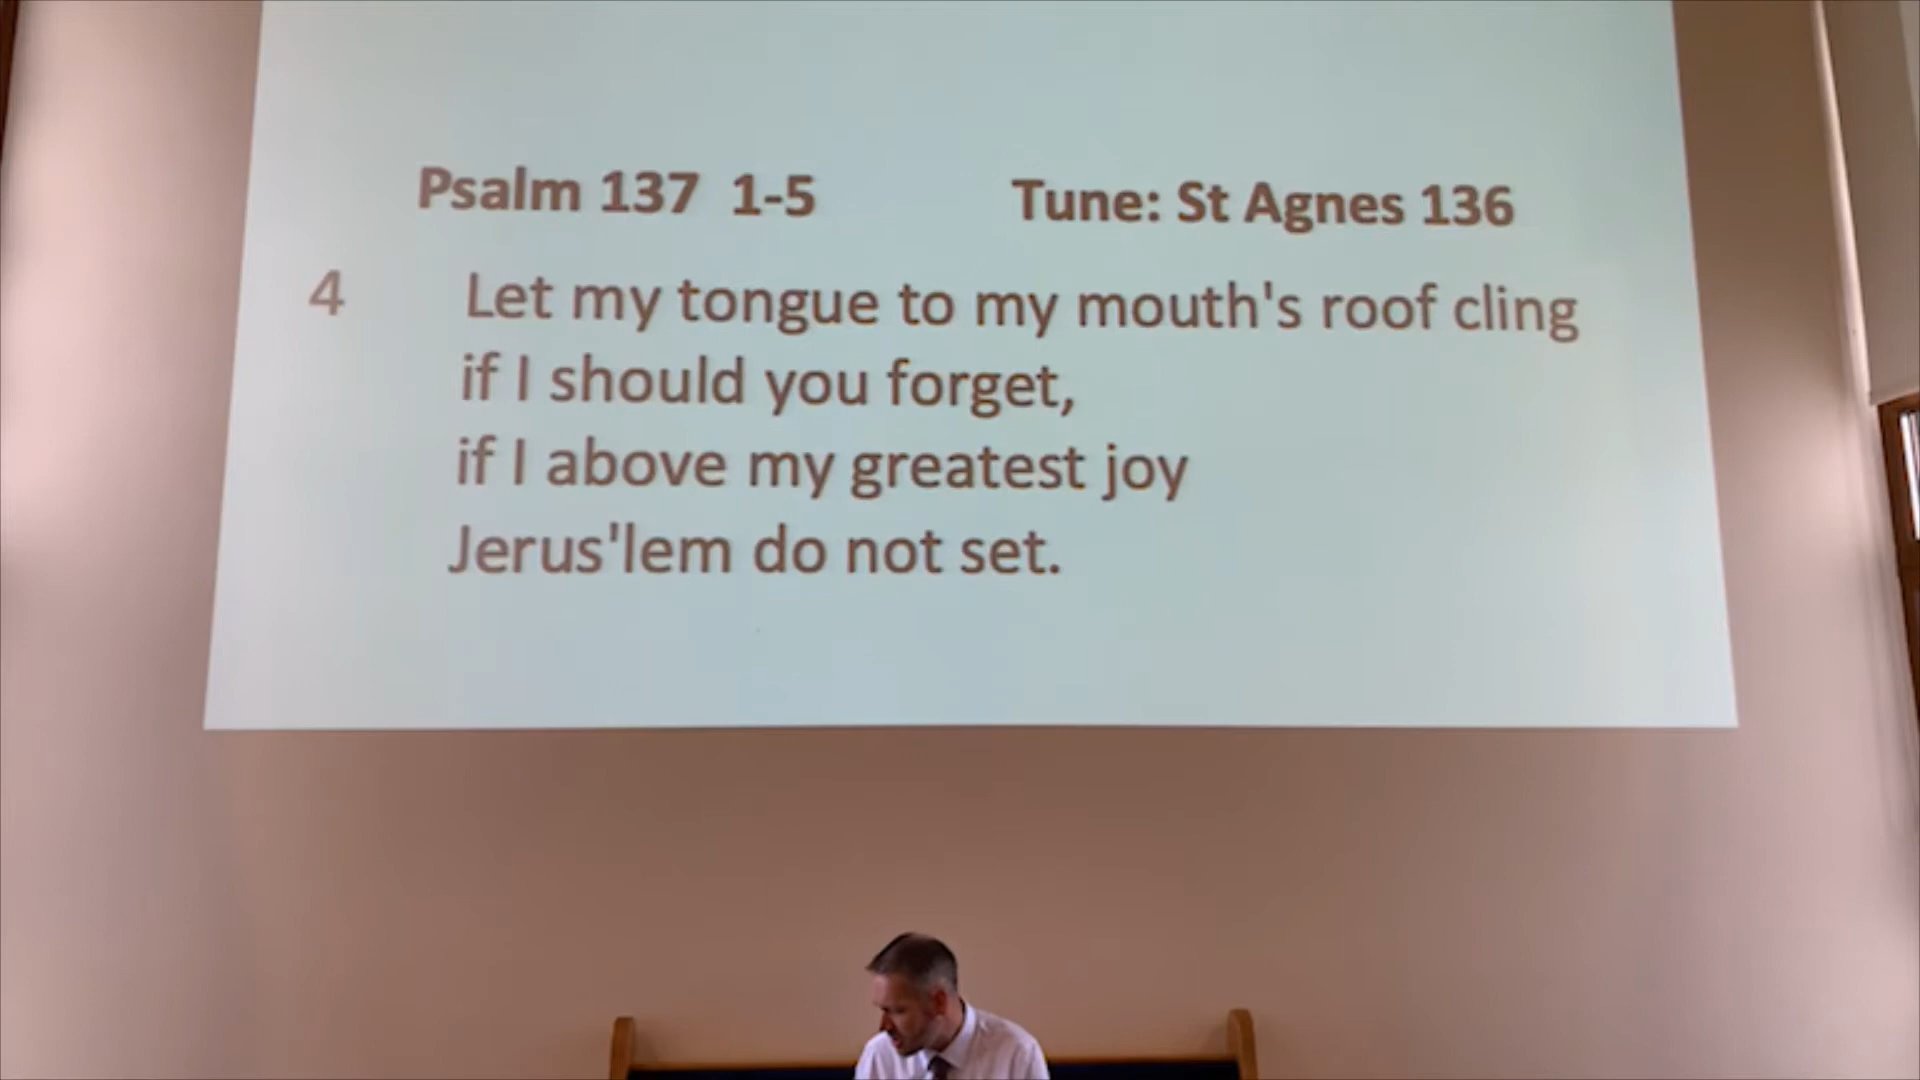 Psalm 137 1-5 Tune: St Agnes 136
4 Let my tongue to my mouth's roof cling
if I should you forget,
if I above my greatest joy
Jerus'lem do not set.